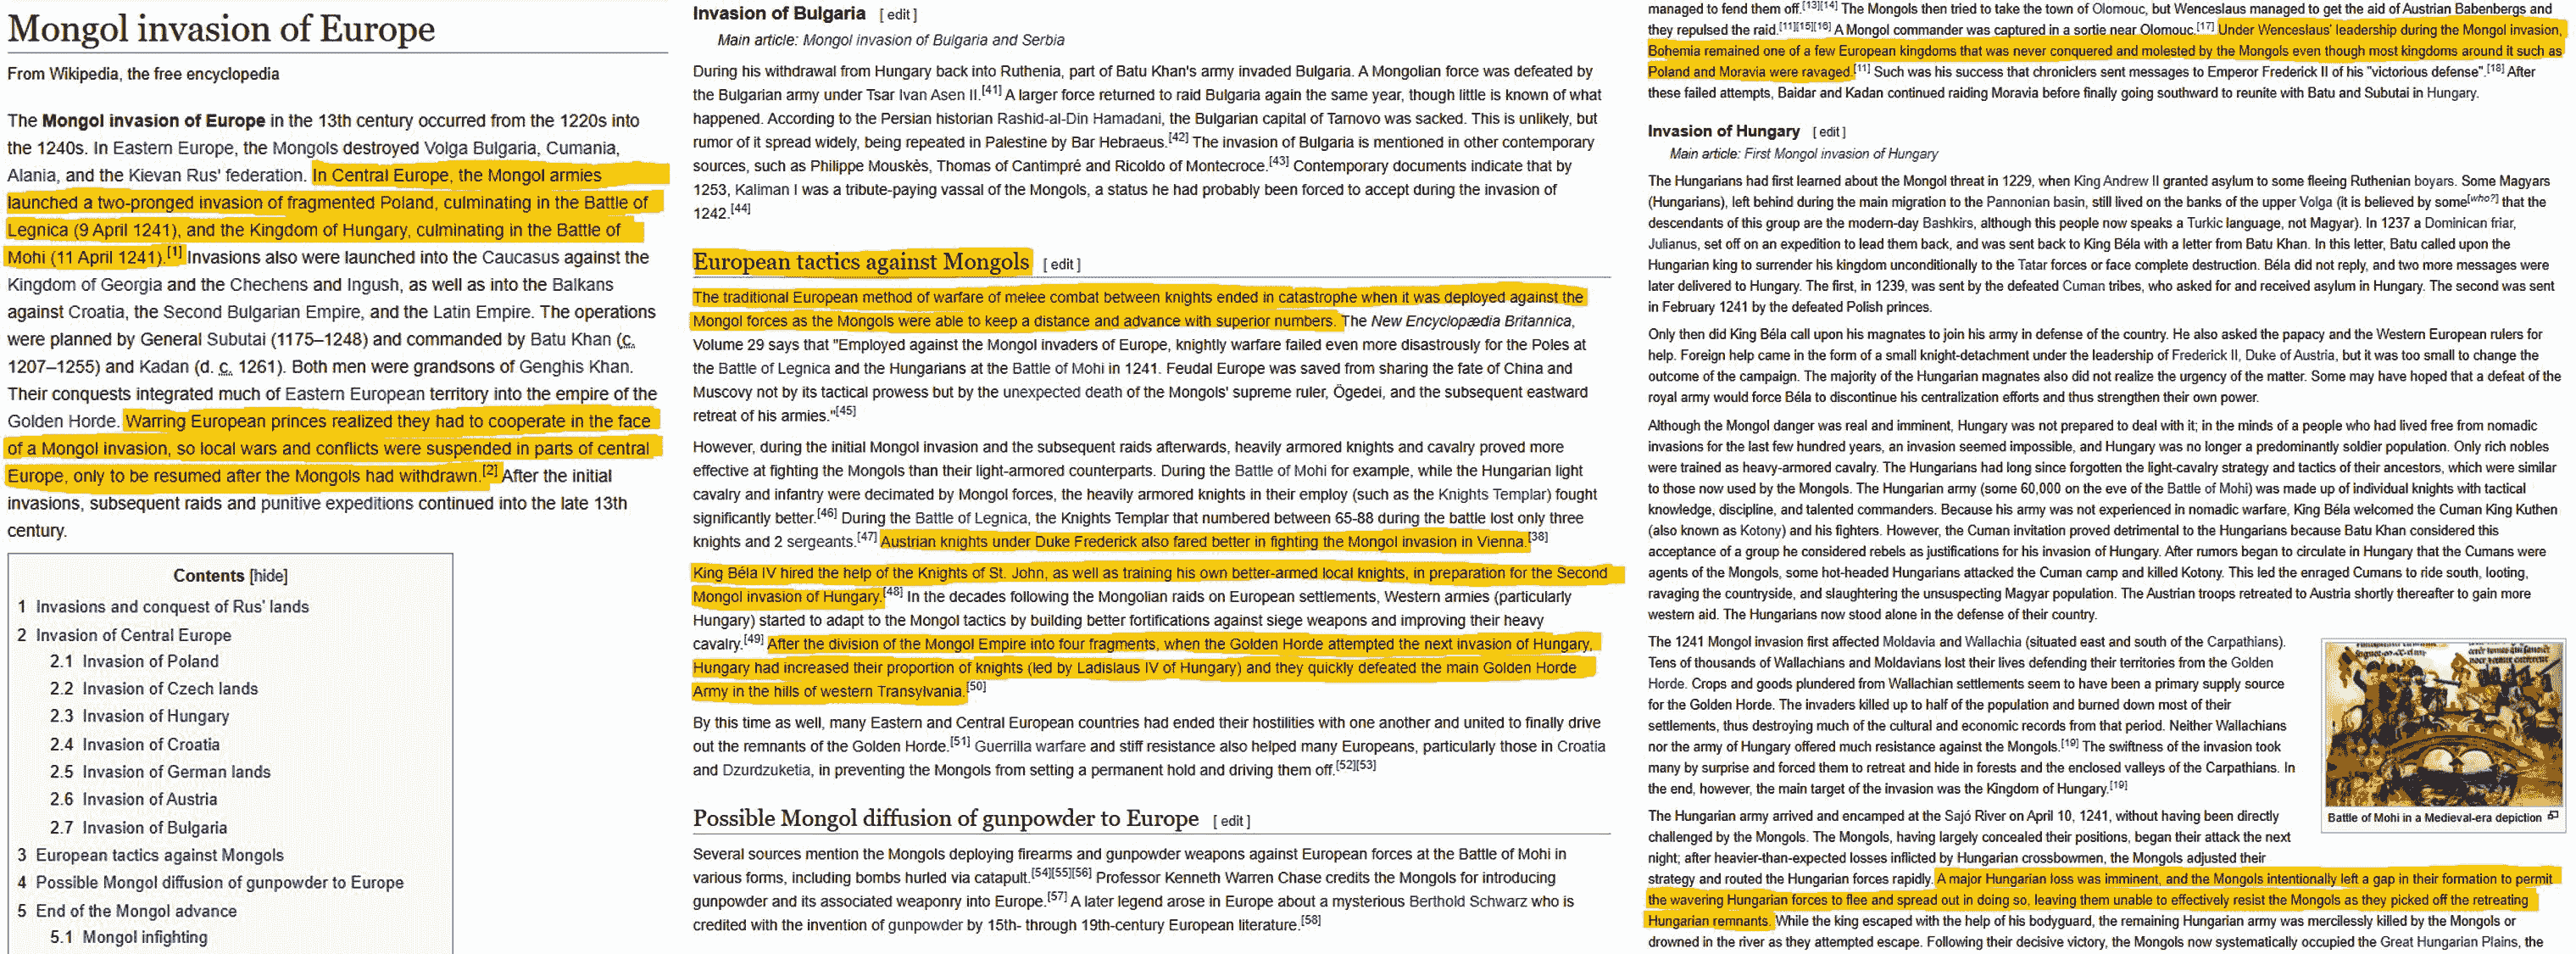 Mongol invasion of Europe
From Wikipedia, the free encyclopedia
The Mongol invasion of Europe in the 13th century occurred from the 1220s into
the 1240s. In Eastern Europe, the Mongols destroyed Volga Bulgaria, Cumania,
Alania, and the Kievan Rus' federation. In Central Europe, the Mongol armies
launched a two-pronged invasion of fragmented Poland, culminating in the Battle of
Legnica (9 April 1241), and the Kingdom of Hungary, culminating in the Battle of
Mohi (11 April 1241).[1] Invasions also were launched into the Caucasus against the
Kingdom of Georgia and the Chechens and Ingush, as well as into the Balkans
against Croatia, the Second Bulgarian Empire, and the Latin Empire. The operations
were planned by General Subutai (1175–1248) and commanded by Batu Khan (c.
1207–1255) and Kadan (d. c. 1261). Both men were grandsons of Genghis Khan.
Their conquests integrated much of Eastern European territory into the empire of the
Golden Horde. Warring European princes realized they had to cooperate in the face
of a Mongol invasion, so local wars and conflicts were suspended in parts of central
Europe, only to be resumed after the Mongols had withdrawn.[2] After the initial
invasions, subsequent raids and punitive expeditions continued into the late 13th
century.
Contents [hide]
1 Invasions and conquest of Rus' lands
2 Invasion of Central Europe
2.1 Invasion of Poland
2.2 Invasion of Czech lands
2.3 Invasion of Hungary
2.4 Invasion of Croatia
2.5 Invasion of German lands
2.6 Invasion of Austria
2.7 Invasion of Bulgaria
3 European tactics against Mongols
4 Possible Mongol diffusion of gunpowder to Europe
5 End of the Mongol advance
5.1 Mongol infighting
Invasion of Bulgaria [ edit ]
Main article: Mongol invasion of Bulgaria and Serbia
During his withdrawal from Hungary back into Ruthenia, part of Batu Khan's army invaded Bulgaria. A Mongolian force was defeated by
the Bulgarian army under Tsar Ivan Asen II.[41] A larger force returned to raid Bulgaria again the same year, though little is known of what
happened. According to the Persian historian Rashid-al-Din Hamadani, the Bulgarian capital of Tarnovo was sacked. This is unlikely, but
rumor of it spread widely, being repeated in Palestine by Bar Hebraeus.[42] The invasion of Bulgaria is mentioned in other contemporary
sources, such as Philippe Mouskès, Thomas of Cantimpré and Ricoldo of Montecroce.[43] Contemporary documents indicate that by
1253, Kaliman I was a tribute-paying vassal of the Mongols, a status he had probably been forced to accept during the invasion of
1242.[44]
European tactics against Mongols [ edit ]
The traditional European method of warfare of melee combat between knights ended in catastrophe when it was deployed against the
Mongol forces as the Mongols were able to keep a distance and advance with superior numbers. The New Encyclopædia Britannica,
Volume 29 says that "Employed against the Mongol invaders of Europe, knightly warfare failed even more disastrously for the Poles at
the Battle of Legnica and the Hungarians at the Battle of Mohi in 1241. Feudal Europe was saved from sharing the fate of China and
Muscovy not by its tactical prowess but by the unexpected death of the Mongols' supreme ruler, Ögedei, and the subsequent eastward
retreat of his armies."[45]
However, during the initial Mongol invasion and the subsequent raids afterwards, heavily armored knights and cavalry proved more
effective at fighting the Mongols than their light-armored counterparts. During the Battle of Mohi for example, while the Hungarian light
cavalry and infantry were decimated by Mongol forces, the heavily armored knights in their employ (such as the Knights Templar) fought
significantly better.[46] During the Battle of Legnica, the Knights Templar that numbered between 65-88 during the battle lost only three
knights and 2 sergeants.[47] Austrian knights under Duke Frederick also fared better in fighting the Mongol invasion in Vienna.[38]
King Béla IV hired the help of the Knights of St. John, as well as training his own better-armed local knights, in preparation for the Second
Mongol invasion of Hungary.[48] In the decades following the Mongolian raids on European settlements, Western armies (particularly
Hungary) started to adapt to the Mongol tactics by building better fortifications against siege weapons and improving their heavy
cavalry.[49] After the division of the Mongol Empire into four fragments, when the Golden Horde attempted the next invasion of Hungary,
Hungary had increased their proportion of knights (led by Ladislaus IV of Hungary) and they quickly defeated the main Golden Horde
Army in the hills of western Transylvania.[50]
By this time as well, many Eastern and Central European countries had ended their hostilities with one another and united to finally drive
out the remnants of the Golden Horde.[51] Guerrilla warfare and stiff resistance also helped many Europeans, particularly those in Croatia
and Dzurdzuketia, in preventing the Mongols from setting a permanent hold and driving them off.[52][53]
Possible Mongol diffusion of gunpowder to Europe [ edit ]
Several sources mention the Mongols deploying firearms and gunpowder weapons against European forces at the Battle of Mohi in
various forms, including bombs hurled via catapult.[54][55][56] Professor Kenneth Warren Chase credits the Mongols for introducing
gunpowder and its associated weaponry into Europe.[57] A later legend arose in Europe about a mysterious Berthold Schwarz who is
credited with the invention of gunpowder by 15th- through 19th-century European literature.[58]
managed to fend them off.[13][14] The Mongols then tried to take the town of Olomouc, but Wenceslaus managed to get the aid of Austrian Babenbergs and
they repulsed the raid.[11][15][16] A Mongol commander was captured in a sortie near Olomouc.[17] Under Wenceslaus' leadership during the Mongol invasion,
Bohemia remained one of a few European kingdoms that was never conquered and molested by the Mongols even though most kingdoms around it such as
Poland and Moravia were ravaged.[11] Such was his success that chroniclers sent messages to Emperor Frederick II of his "victorious defense".[18] After
these failed attempts, Baidar and Kadan continued raiding Moravia before finally going southward to reunite with Batu and Subutai in Hungary.
Invasion of Hungary [ edit ]
Main article: First Mongol invasion of Hungary
The Hungarians had first learned about the Mongol threat in 1229, when King Andrew II granted asylum to some fleeing Ruthenian boyars. Some Magyars
(Hungarians), left behind during the main migration to the Pannonian basin, still lived on the banks of the upper Volga (it is believed by some[who?] that the
descendants of this group are the modern-day Bashkirs, although this people now speaks a Turkic language, not Magyar). In 1237 a Dominican friar,
Julianus, set off on an expedition to lead them back, and was sent back to King Béla with a letter from Batu Khan. In this letter, Batu called upon the
Hungarian king to surrender his kingdom unconditionally to the Tatar forces or face complete destruction. Béla did not reply, and two more messages were
later delivered to Hungary. The first, in 1239, was sent by the defeated Cuman tribes, who asked for and received asylum in Hungary. The second was sent
in February 1241 by the defeated Polish princes.
Only then did King Béla call upon his magnates to join his army in defense of the country. He also asked the papacy and the Western European rulers for
help. Foreign help came in the form of a small knight-detachment under the leadership of Frederick II, Duke of Austria, but it was too small to change the
outcome of the campaign. The majority of the Hungarian magnates also did not realize the urgency of the matter. Some may have hoped that a defeat of the
royal army would force Béla to discontinue his centralization efforts and thus strengthen their own power.
Although the Mongol danger was real and imminent, Hungary was not prepared to deal with it; in the minds of a people who had lived free from nomadic
invasions for the last few hundred years, an invasion seemed impossible, and Hungary was no longer a predominantly soldier population. Only rich nobles
were trained as heavy-armored cavalry. The Hungarians had long since forgotten the light-cavalry strategy and tactics of their ancestors, which were similar
to those now used by the Mongols. The Hungarian army (some 60,000 on the eve of the Battle of Mohi) was made up of individual knights with tactical
knowledge, discipline, and talented commanders. Because his army was not experienced in nomadic warfare, King Béla welcomed the Cuman King Kuthen
(also known as Kotony) and his fighters. However, the Cuman invitation proved detrimental to the Hungarians because Batu Khan considered this
acceptance of a group he considered rebels as justifications for his invasion of Hungary. After rumors began to circulate in Hungary that the Cumans were
agents of the Mongols, some hot-headed Hungarians attacked the Cuman camp and killed Kotony. This led the enraged Cumans to ride south, looting,
ravaging the countryside, and slaughtering the unsuspecting Magyar population. The Austrian troops retreated to Austria shortly thereafter to gain more
western aid. The Hungarians now stood alone in the defense of their country.
The 1241 Mongol invasion first affected Moldavia and Wallachia (situated east and south of the Carpathians).
Tens of thousands of Wallachians and Moldavians lost their lives defending their territories from the Golden
Horde. Crops and goods plundered from Wallachian settlements seem to have been a primary supply source
for the Golden Horde. The invaders killed up to half of the population and burned down most of their
settlements, thus destroying much of the cultural and economic records from that period. Neither Wallachians
nor the army of Hungary offered much resistance against the Mongols.[19] The swiftness of the invasion took
many by surprise and forced them to retreat and hide in forests and the enclosed valleys of the Carpathians. In
the end, however, the main target of the invasion was the Kingdom of Hungary.[19]
Battle of Mohi in a Medieval-era depiction
The Hungarian army arrived and encamped at the Sajó River on April 10, 1241, without having been directly
challenged by the Mongols. The Mongols, having largely concealed their positions, began their attack the next
night; after heavier-than-expected losses inflicted by Hungarian crossbowmen, the Mongols adjusted their
strategy and routed the Hungarian forces rapidly. A major Hungarian loss was imminent, and the Mongols intentionally left a gap in their formation to permit
the wavering Hungarian forces to flee and spread out in doing so, leaving them unable to effectively resist the Mongols as they picked off the retreating
Hungarian remnants. While the king escaped with the help of his bodyguard, the remaining Hungarian army was mercilessly killed by the Mongols or
drowned in the river as they attempted escape. Following their decisive victory, the Mongols now systematically occupied the Great Hungarian Plains, the